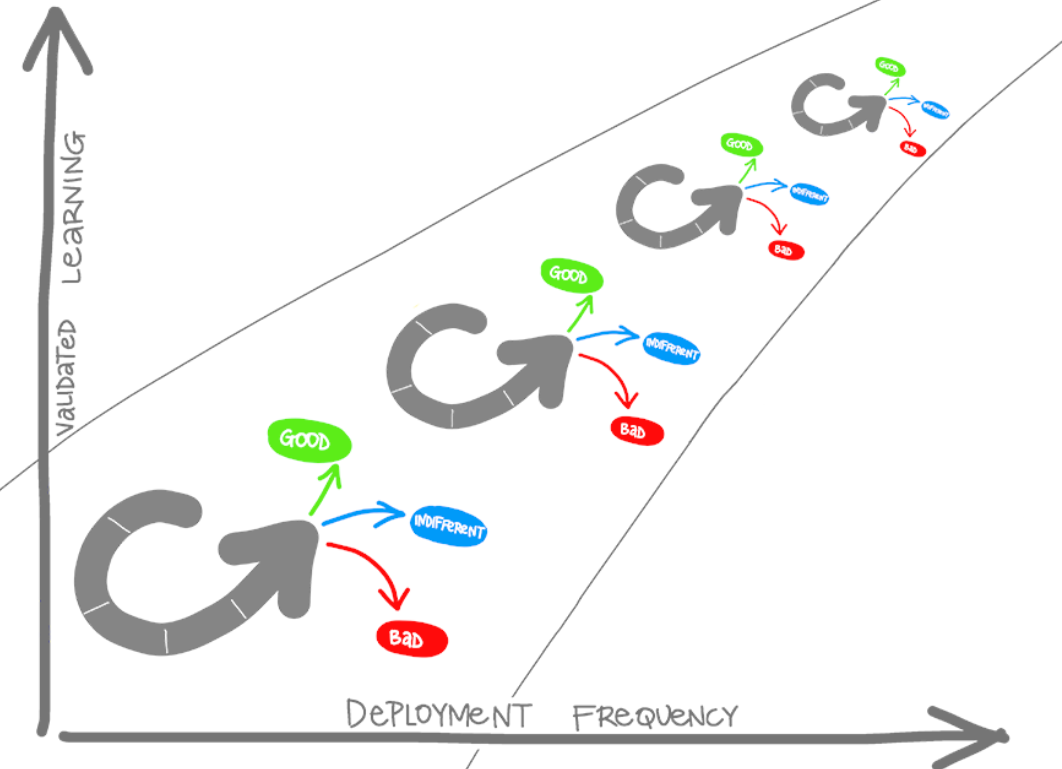 GOOD
INDIFFERENT
BAD
GOOD
INDIFFERENT
BAD
GOOD
INDIFFERENT
BAD
GOOD
INDIFFERENT
BAD
VALIDATED LEARNING
DEPLOYMENT FREQUENCY